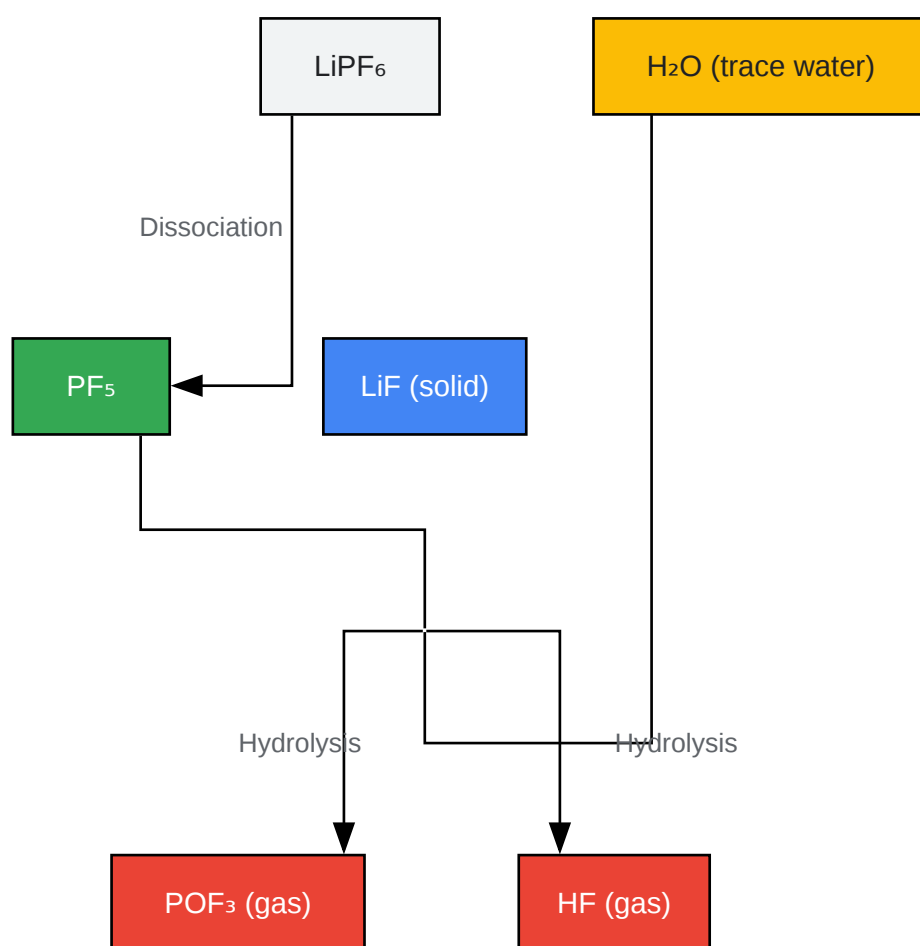 LiPF₆
H₂O (trace water)
Dissociation
PF₅
LiF (solid)
Hydrolysis
Hydrolysis
POF₃ (gas)
HF (gas)